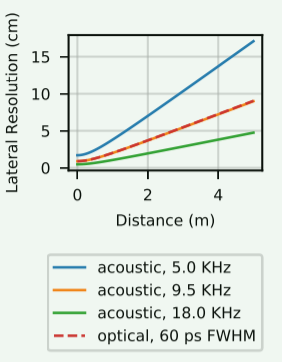 Lateral Resolution (cm)
15
10
5
0
0 2 4
Distance (m)
acoustic, 5.0 KHz
acoustic, 9.5 KHz
acoustic, 18.0 KHz
optical, 60 ps FWHM